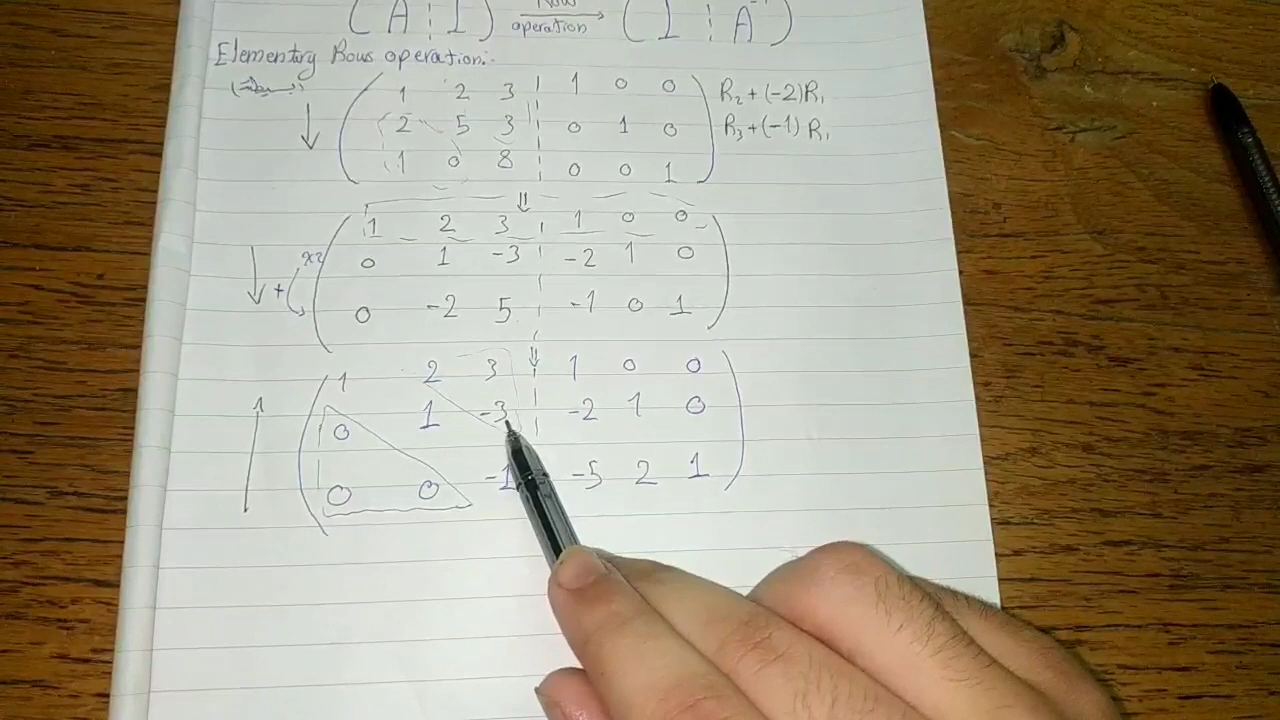 ( A ¦ I ) Row operation → ( I ¦ A⁻¹ )
Elementary Rows operation:-
1 2 3 ¦ 1 0 0 R₂ + (-2)R₁
2 5 3 ¦ 0 1 0 R₃ + (-1) R₁
1 0 8 ¦ 0 0 1
⇓
1 2 3 ¦ 1 0 0
x2 0 1 -3 ¦ -2 1 0
+ 0 -2 5 ¦ -1 0 1
⇓
1 2 3 ¦ 1 0 0
0 1 -3 ¦ -2 1 0
0 0 -1 -5 2 1